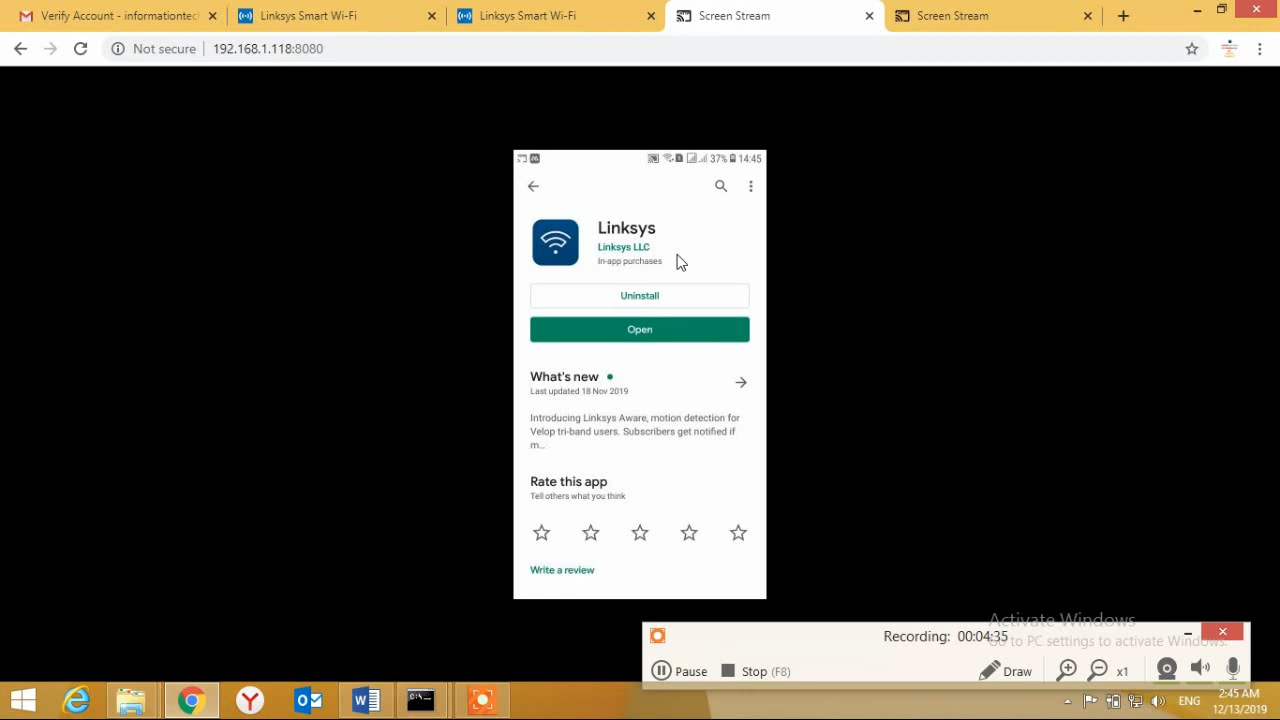 Verify Account - informationtec
Linksys Smart Wi-Fi
Linksys Smart Wi-Fi
Screen Stream
Screen Stream
Not secure
192.168.1.118:8080
37% 14:45
Linksys
Linksys LLC
In-app purchases
Uninstall
Open
What's new
Last updated 18 Nov 2019
Introducing Linksys Aware, motion detection for
Velop tri-band users. Subscribers get notified if
m...
Rate this app
Tell others what you think
Write a review
Activate Windows
Go to PC settings to activate Windows.
Recording: 00:04:35
Pause
Stop (F8)
Draw
x1
ENG
2:45 AM
12/13/2019